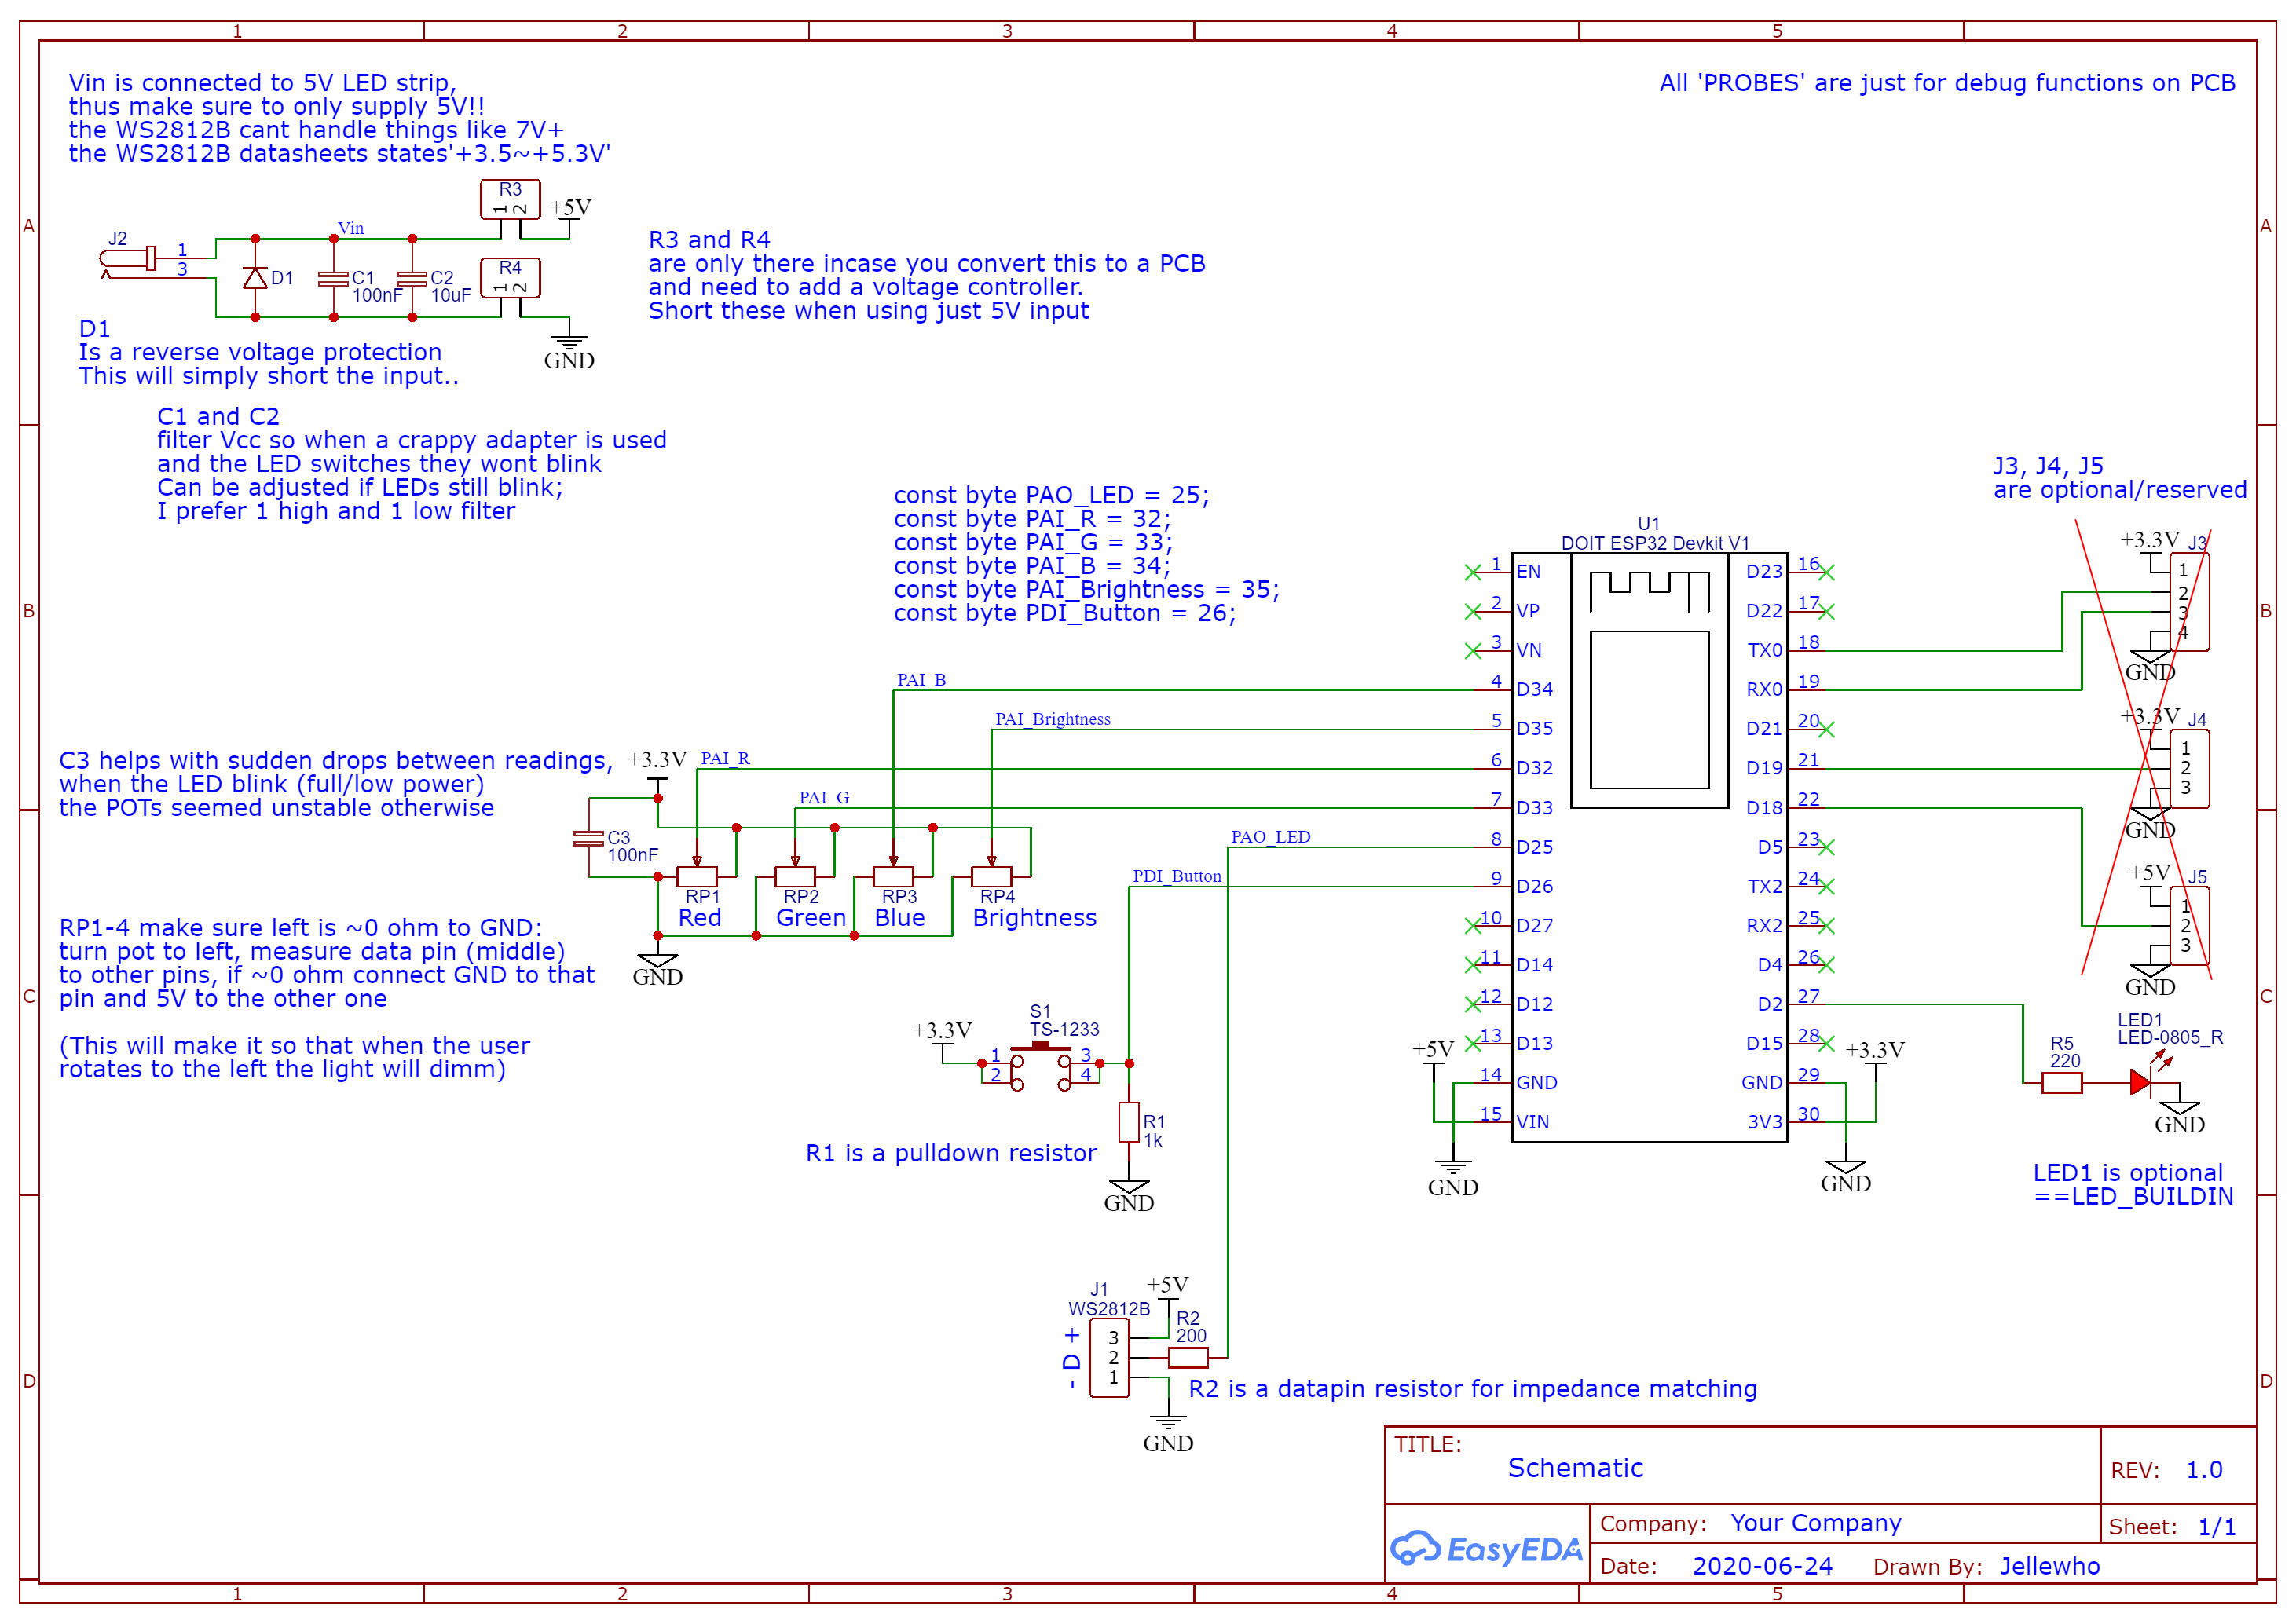 1 2 3 4 5
A
B
C
D
A
B
C
D
Vin is connected to 5V LED strip,
thus make sure to only supply 5V!!
the WS2812B cant handle things like 7V+
the WS2812B datasheets states'+3.5~+5.3V'
All 'PROBES' are just for debug functions on PCB
J2
1
3
Vin
D1
C1
100nF
C2
10uF
R3
1 2
+5V
R4
1 2
GND
R3 and R4
are only there incase you convert this to a PCB
and need to add a voltage controller.
Short these when using just 5V input
D1
Is a reverse voltage protection
This will simply short the input..
C1 and C2
filter Vcc so when a crappy adapter is used
and the LED switches they wont blink
Can be adjusted if LEDs still blink;
I prefer 1 high and 1 low filter
const byte PAO_LED = 25;
const byte PAI_R = 32;
const byte PAI_G = 33;
const byte PAI_B = 34;
const byte PAI_Brightness = 35;
const byte PDI_Button = 26;
C3 helps with sudden drops between readings,
when the LED blink (full/low power)
the POTs seemed unstable otherwise
RP1-4 make sure left is ~0 ohm to GND:
turn pot to left, measure data pin (middle)
to other pins, if ~0 ohm connect GND to that
pin and 5V to the other one
(This will make it so that when the user
rotates to the left the light will dimm)
+3.3V
PAI_R
PAI_G
PAI_B
PAI_Brightness
PAO_LED
PDI_Button
C3
100nF
RP1
Red
RP2
Green
RP3
Blue
RP4
Brightness
GND
+3.3V
S1
TS-1233
1
2
3
4
R1
1k
GND
R1 is a pulldown resistor
J1
WS2812B
+5V
- D +
3
2
1
R2
200
GND
R2 is a datapin resistor for impedance matching
U1
DOIT ESP32 Devkit V1
1 EN
2 VP
3 VN
4 D34
5 D35
6 D32
7 D33
8 D25
9 D26
10 D27
11 D14
12 D12
13 D13
14 GND
15 VIN
D23 16
D22 17
TX0 18
RX0 19
D21 20
D19 21
D18 22
D5 23
TX2 24
RX2 25
D4 26
D2 27
D15 28
GND 29
3V3 30
+5V
GND
+3.3V
GND
J3, J4, J5
are optional/reserved
+3.3V
J3
1
2
3
4
GND
+3.3V
J4
1
2
3
GND
+5V
J5
1
2
3
GND
R5
220
LED1
LED-0805_R
GND
LED1 is optional
==LED_BUILDIN
TITLE:
Schematic
REV: 1.0
EasyEDA
Company: Your Company
Sheet: 1/1
Date: 2020-06-24 Drawn By: Jellewho
1 2 3 4 5